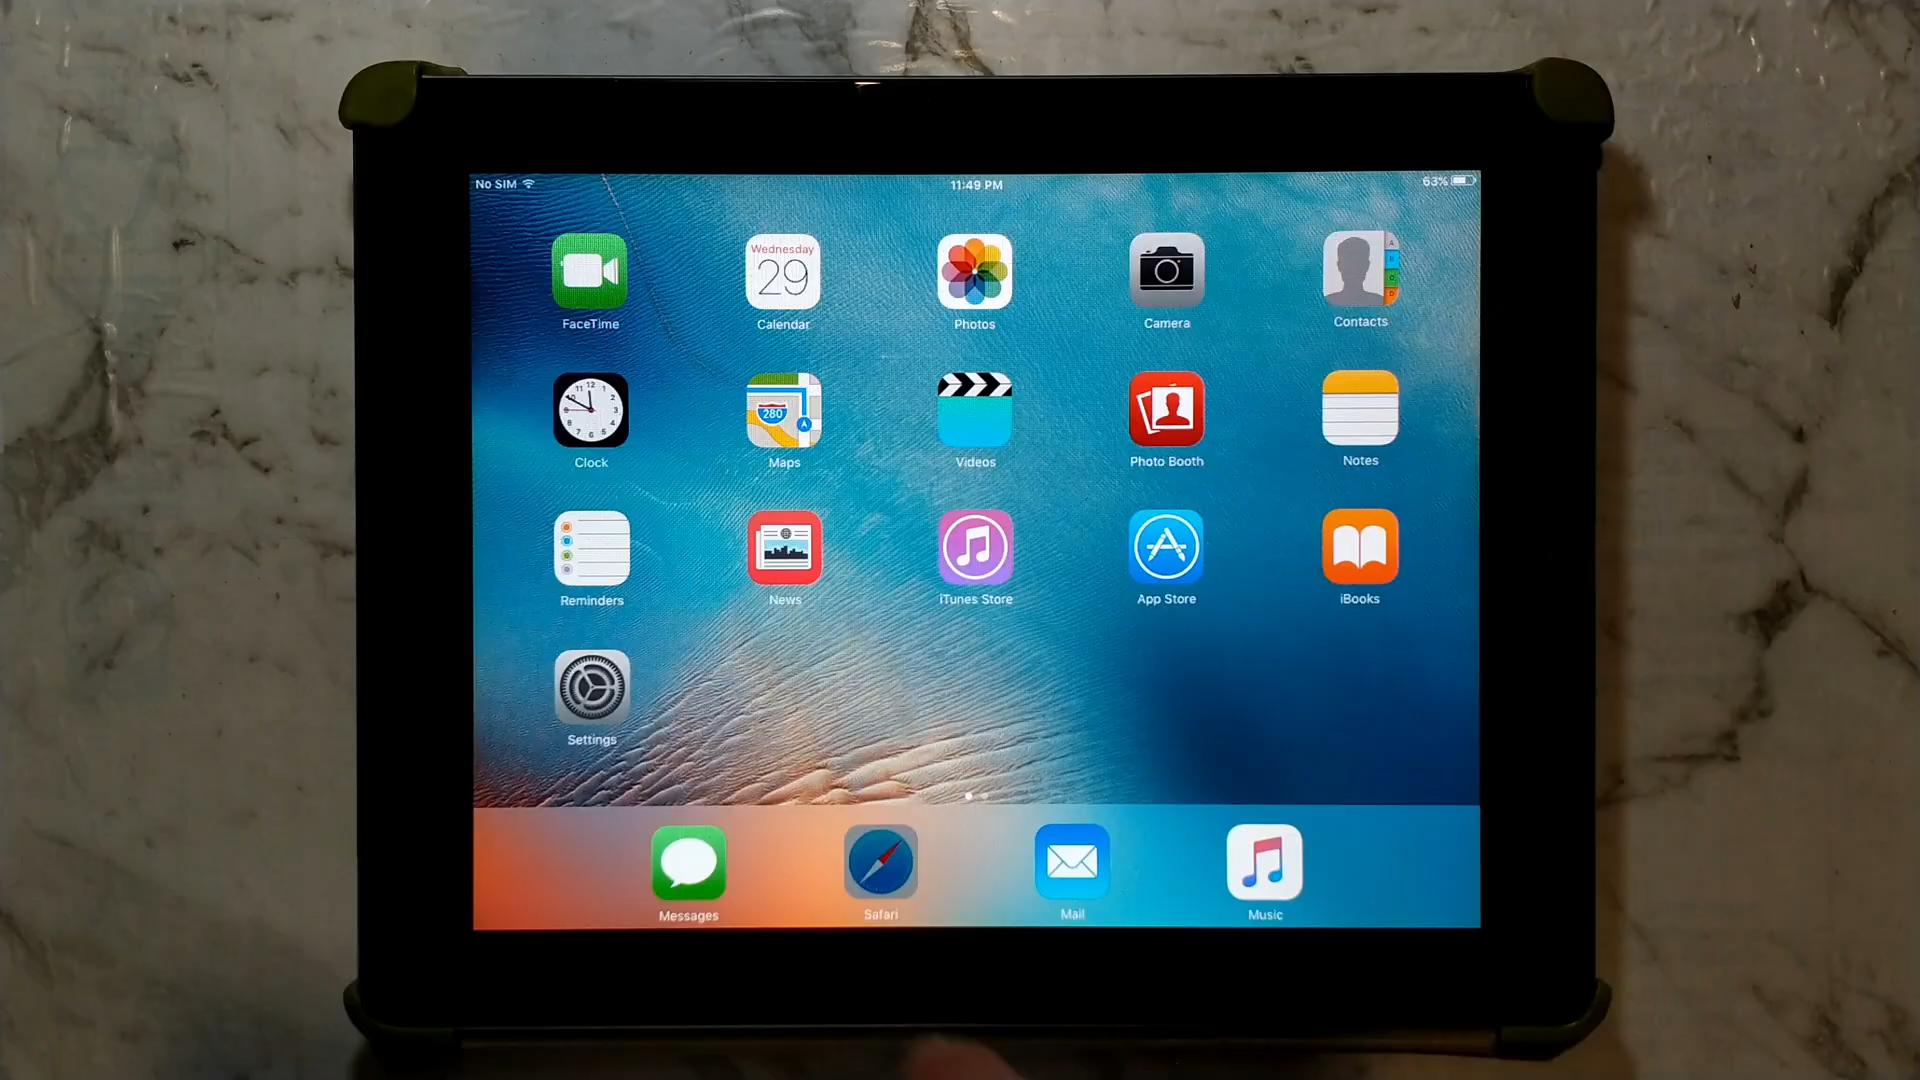 No SIM 11:49 PM 63%
Wednesday
29
FaceTime Calendar Photos Camera Contacts
280
Clock Maps Videos Photo Booth Notes
Reminders News iTunes Store App Store iBooks
Settings
Messages Safari Mail Music